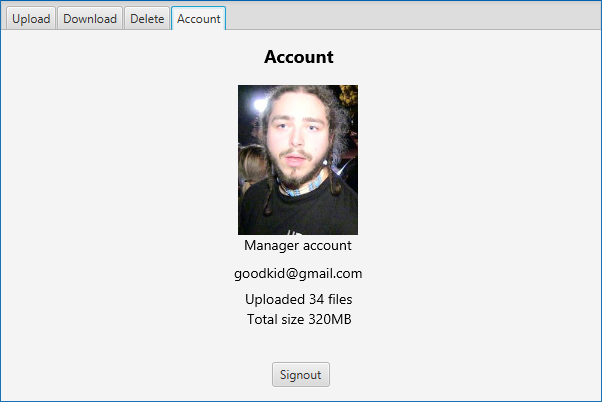 Upload Download Delete Account
Account
Manager account
goodkid@gmail.com
Uploaded 34 files
Total size 320MB
Signout